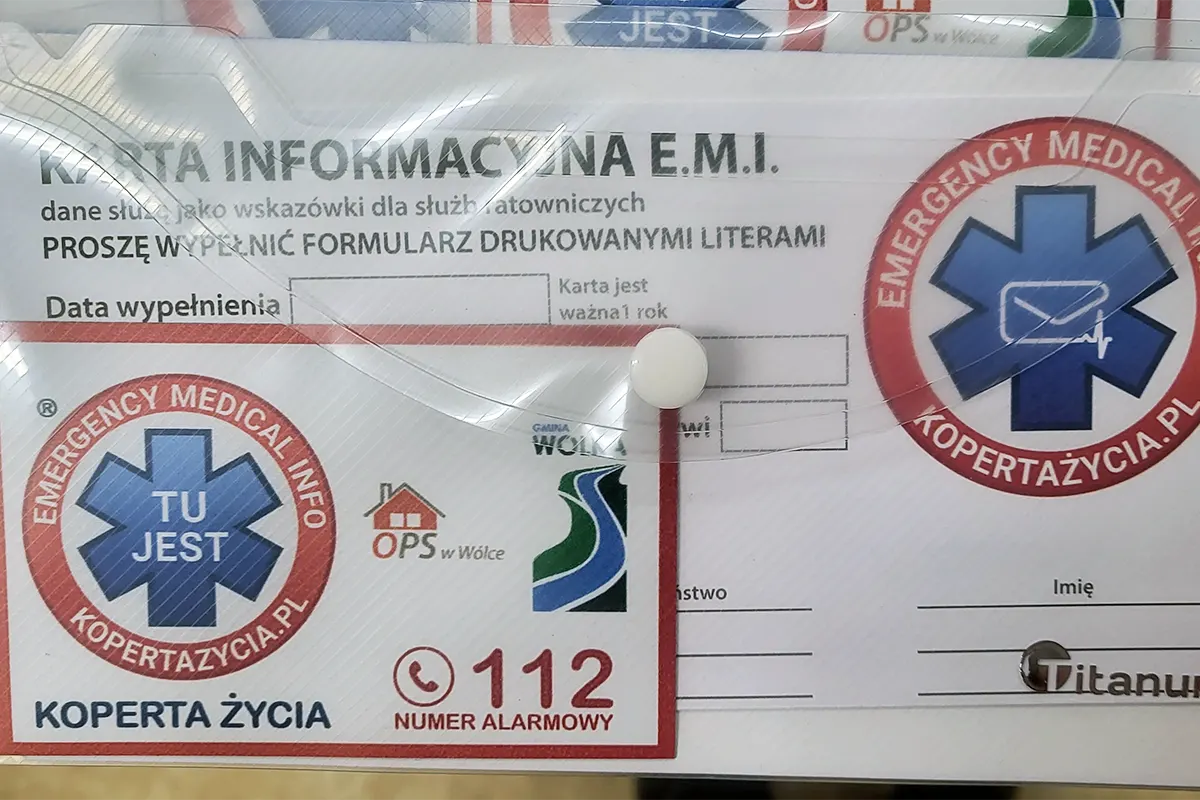 JEST
OPS w Wólce
KARTA INFORMACYJNA E.M.I.
dane służą jako wskazówki dla służb ratowniczych
PROSZĘ WYPEŁNIĆ FORMULARZ DRUKOWANYMI LITERAMI
Data wypełnienia
Karta jest
ważna1 rok
EMERGENCY MEDICAL
KOPERTAŻYCIA.PL
®
EMERGENCY MEDICAL INFO
TU
JEST
KOPERTAZYCIA.PL
KOPERTA ŻYCIA
OPS w Wólce
GMINA
WÓLKA
112
NUMER ALARMOWY
Imię